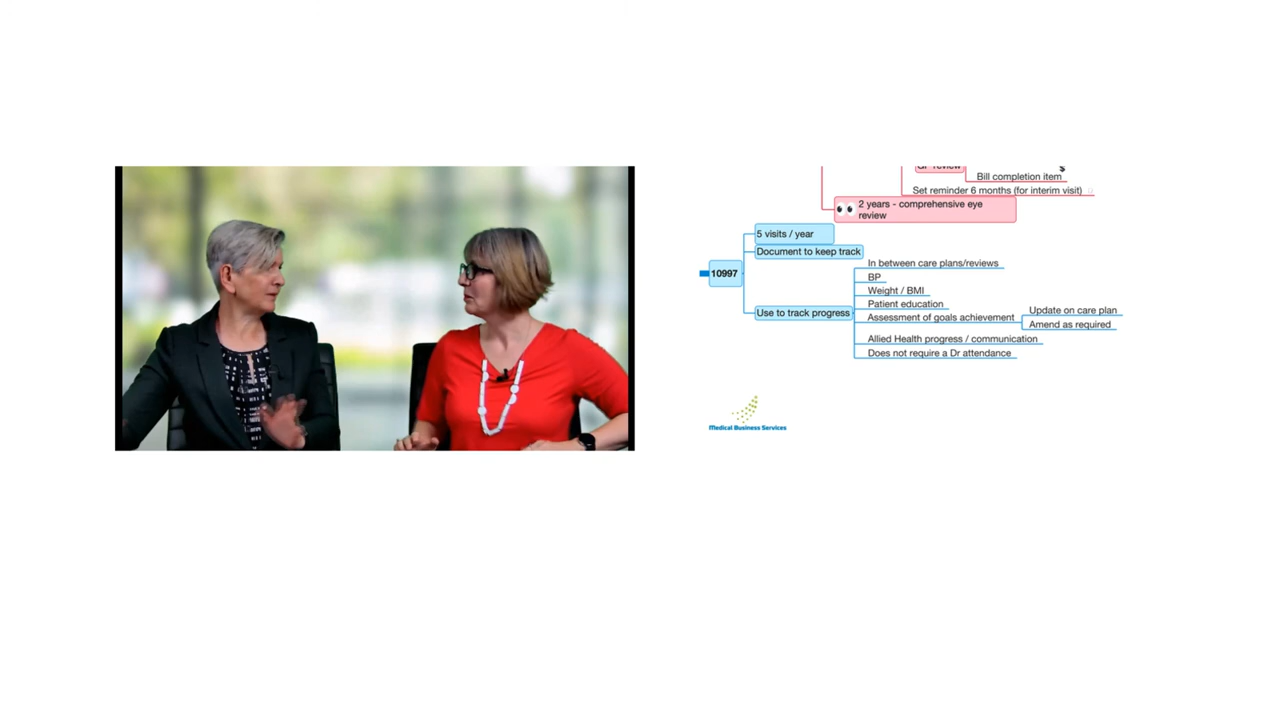 GP review
Bill completion item
Set reminder 6 months (for interim visit)
2 years - comprehensive eye
review
5 visits / year
Document to keep track
10997
In between care plans/reviews
BP
Weight / BMI
Patient education
Use to track progress
Assessment of goals achievement
Update on care plan
Amend as required
Allied Health progress / communication
Does not require a Dr attendance
Medical Business Services